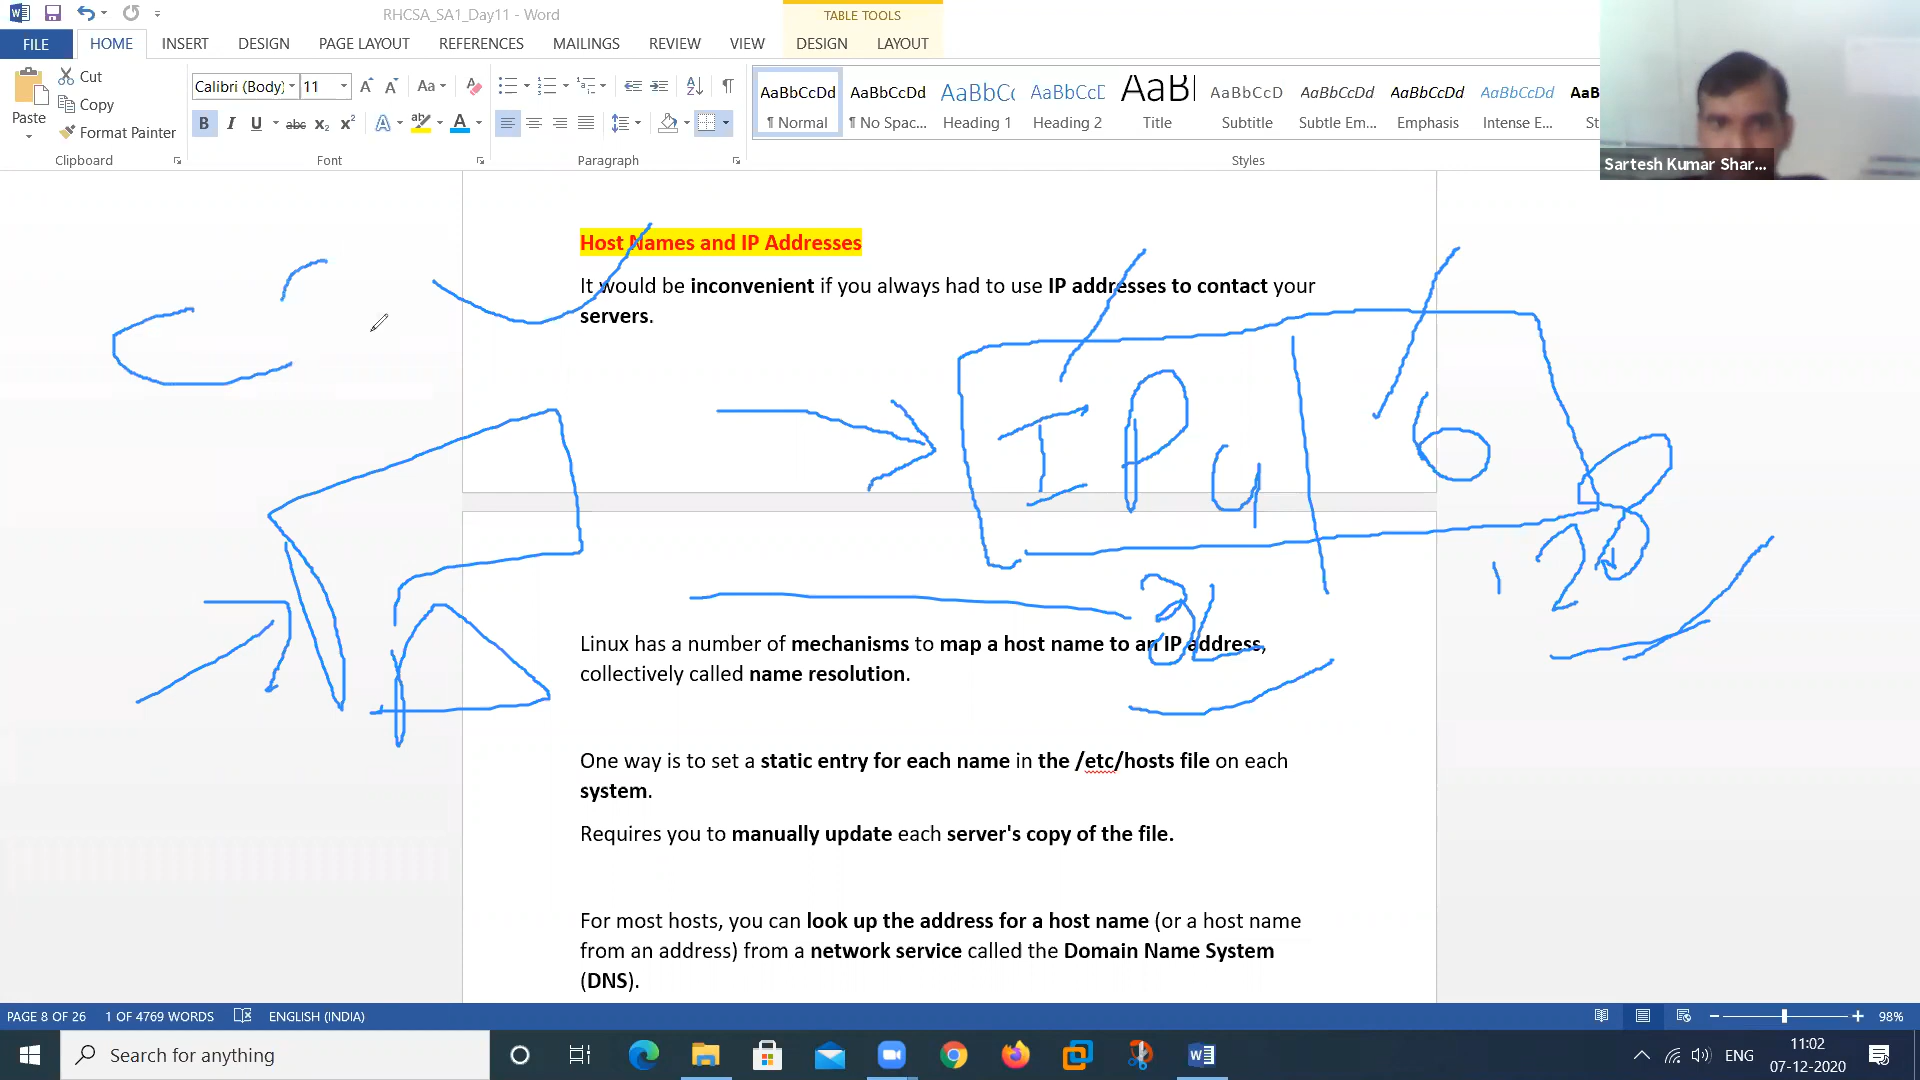 RHCSA_SA1_Day11 - Word
TABLE TOOLS
FILE HOME INSERT DESIGN PAGE LAYOUT REFERENCES MAILINGS REVIEW VIEW DESIGN LAYOUT
Paste
Cut
Copy
Format Painter
Clipboard
Calibri (Body) 11
Font
Paragraph
AaBbCcDd AaBbCcDd AaBbCc AaBbCcD AaBl AaBbCcD AaBbCcDd AaBbCcDd AaBbCcDd AaB
¶ Normal ¶ No Spac... Heading 1 Heading 2 Title Subtitle Subtle Em... Emphasis Intense E... St
Styles
Sartesh Kumar Shar...
Host Names and IP Addresses
It would be inconvenient if you always had to use IP addresses to contact your
servers.
IP4 6
32 128
Linux has a number of mechanisms to map a host name to an IP address,
collectively called name resolution.
One way is to set a static entry for each name in the /etc/hosts file on each
system.
Requires you to manually update each server's copy of the file.
For most hosts, you can look up the address for a host name (or a host name
from an address) from a network service called the Domain Name System
(DNS).
PAGE 8 OF 26 1 OF 4769 WORDS ENGLISH (INDIA) 98%
Search for anything
ENG
11:02
07-12-2020